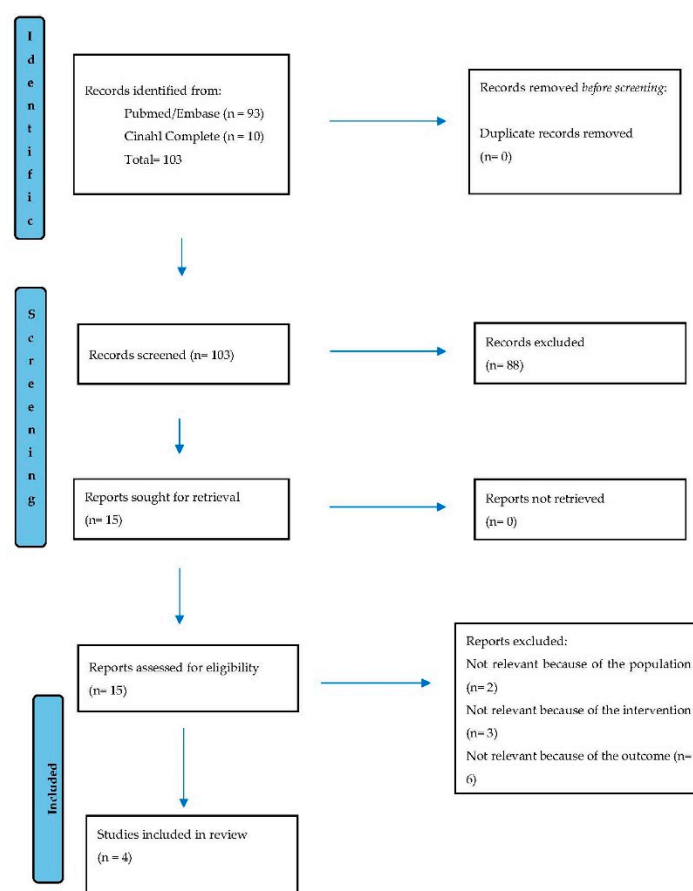 Identific
Records identified from:
Pubmed/Embase (n = 93)
Cinahl Complete (n = 10)
Total= 103
Records removed before screening:
Duplicate records removed
(n= 0)
Screening
Records screened (n= 103)
Records excluded
(n= 88)
Reports sought for retrieval
(n= 15)
Reports not retrieved
(n= 0)
Reports assessed for eligibility
(n= 15)
Reports excluded:
Not relevant because of the population
(n= 2)
Not relevant because of the intervention
(n= 3)
Not relevant because of the outcome (n=
6)
Included
Studies included in review
(n = 4)